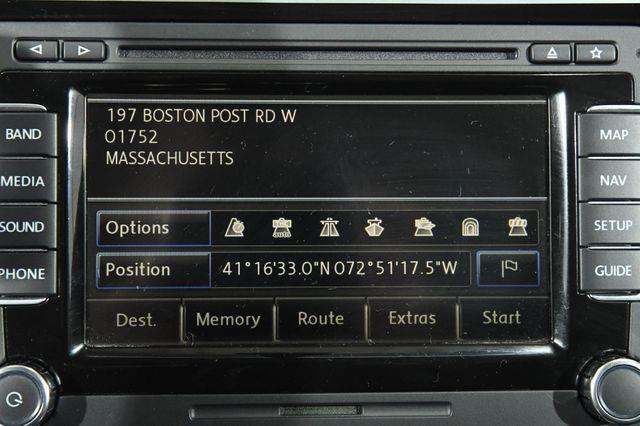 197 BOSTON POST RD W
01752
MASSACHUSETTS
BAND
MEDIA
SOUND
PHONE
MAP
NAV
SETUP
GUIDE
Options
Position
41°16'33.0"N 072°51'17.5"W
Dest.
Memory
Route
Extras
Start